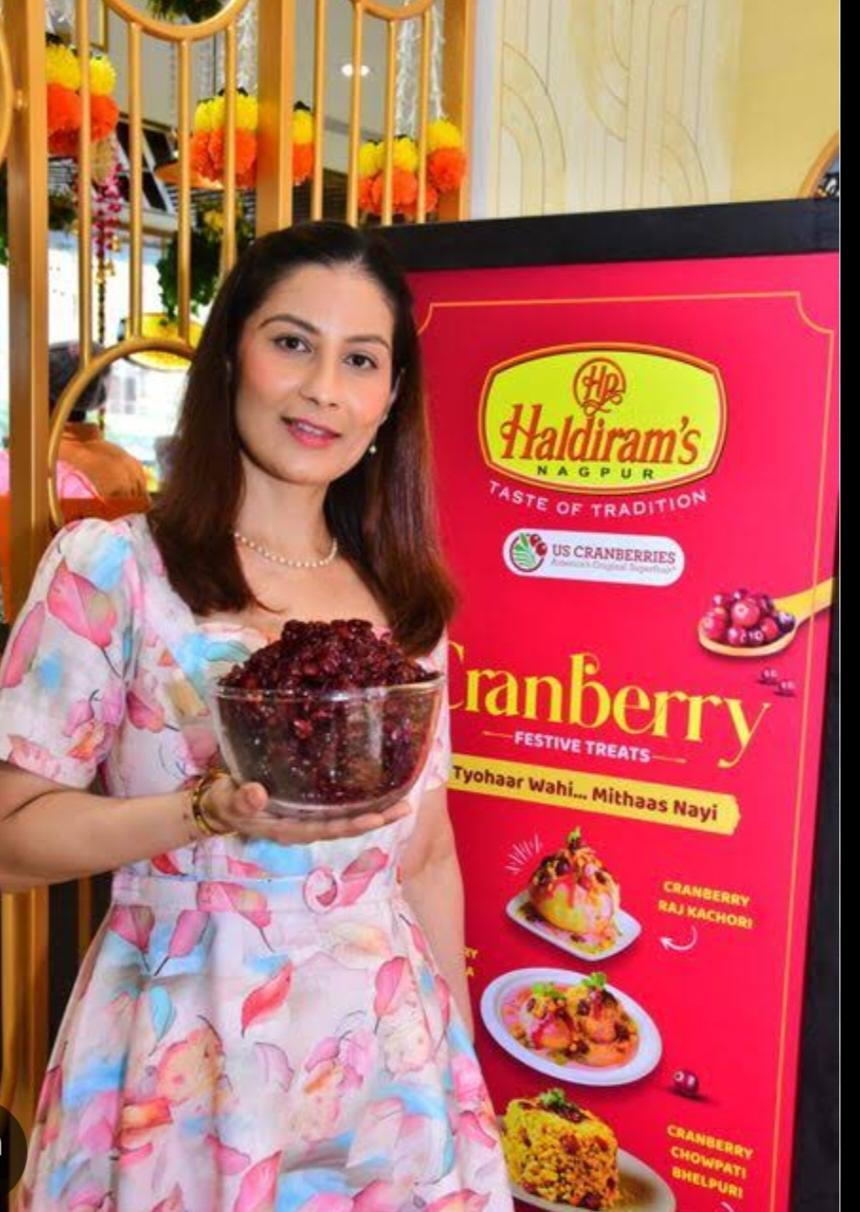 Hr
Haldiram's
NAGPUR
TASTE OF TRADITION
US CRANBERRIES
America's Original Superfruit®
Cranberry
FESTIVE TREATS
Tyohaar Wahi... Mithaas Nayi
CRANBERRY
RAJ KACHORI
CRANBERRY
CHOWPATI
BHELPURI